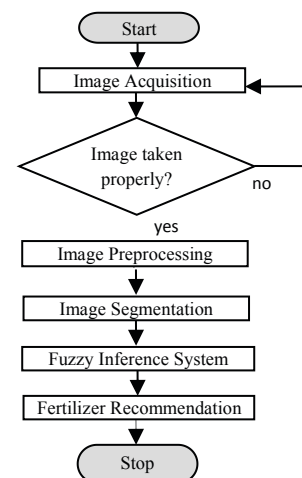 Start
Image Acquisition
Image taken
properly?
no
yes
Image Preprocessing
Image Segmentation
Fuzzy Inference System
Fertilizer Recommendation
Stop